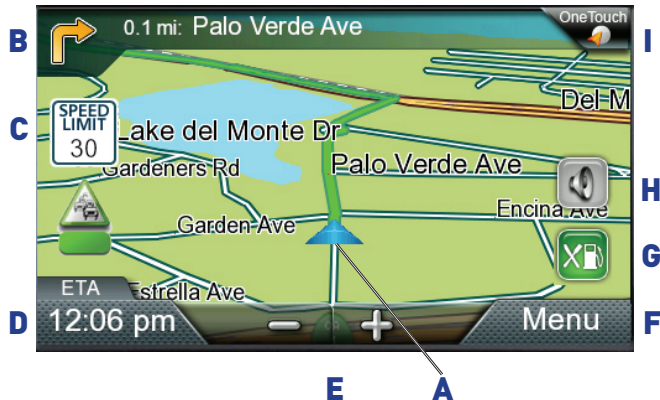 B
0.1 mi: Palo Verde Ave
OneTouch
I
C
SPEED
LIMIT
30
Del M
Lake del Monte Dr
Gardeners Rd
Palo Verde Ave
H
Encina Ave
Garden Ave
G
X
ETA
Estrella Ave
D
12:06 pm
Menu
F
E
A